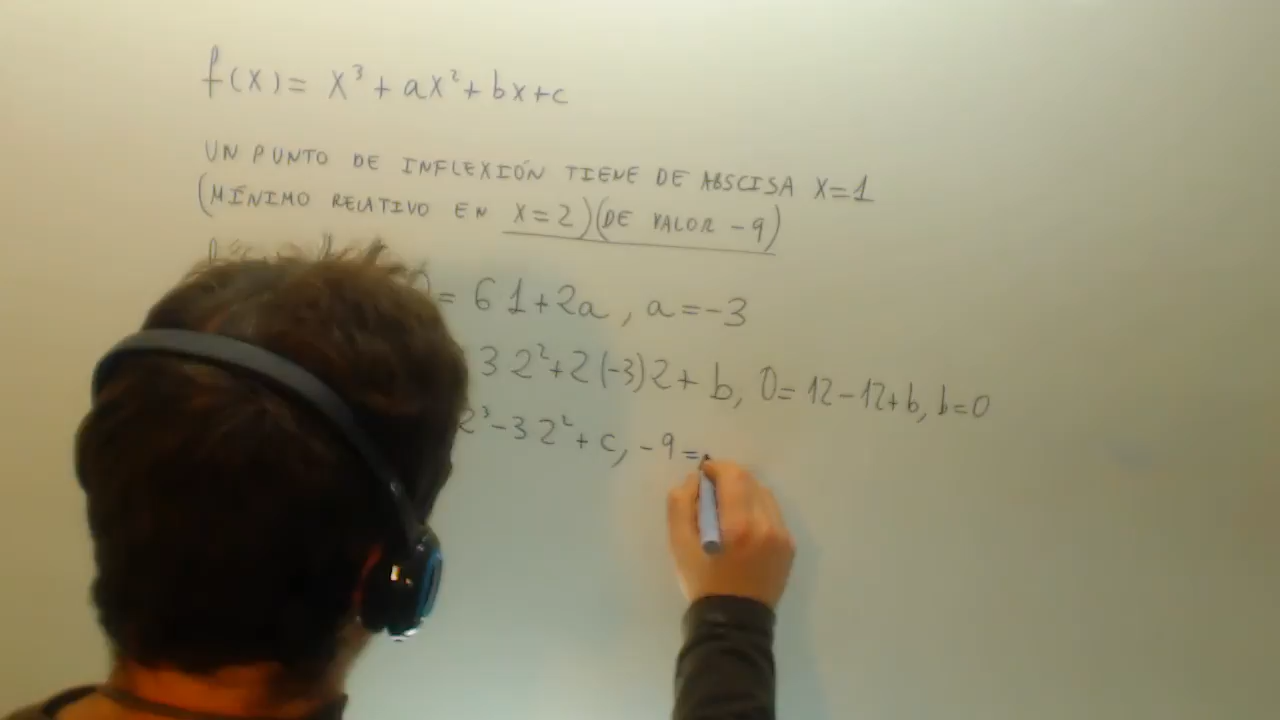 f(x) = x³ + ax² + bx + c
UN PUNTO DE INFLEXIÓN TIENE DE ABSCISA X=1
(MÍNIMO RELATIVO EN X=2)(DE VALOR -9)
= 6 1 + 2a , a = -3
3 2² + 2 (-3) 2 + b, 0 = 12 - 12 + b, b = 0
2³ - 3 2² + c, -9 =